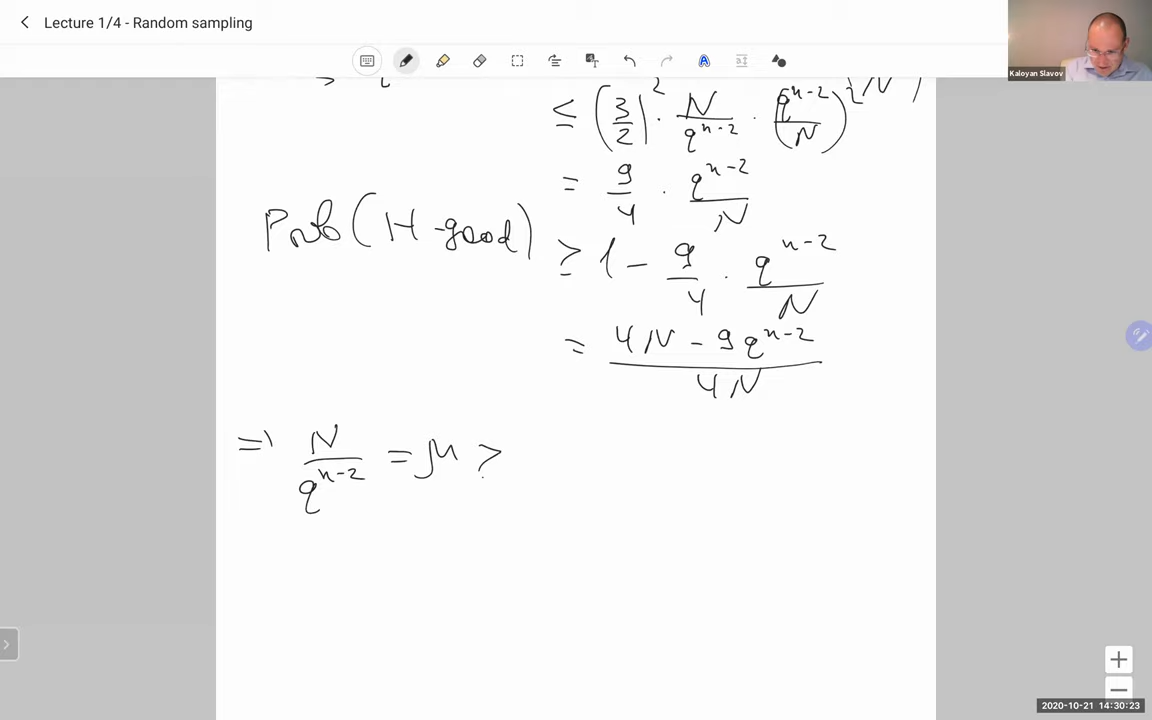 Lecture 1/4 - Random sampling
Kaloyan Slavov
≤ (3/2)^2 · N/q^{n-2} · (q^{n-2}/N)^2
= 9/4 · q^{n-2}/N
Prob(H-good) ≥ 1 - 9/4 · q^{n-2}/N
= (4N - 9q^{n-2})/4N
⇒ N/q^{n-2} = μ >
2020-10-21 14:30:23